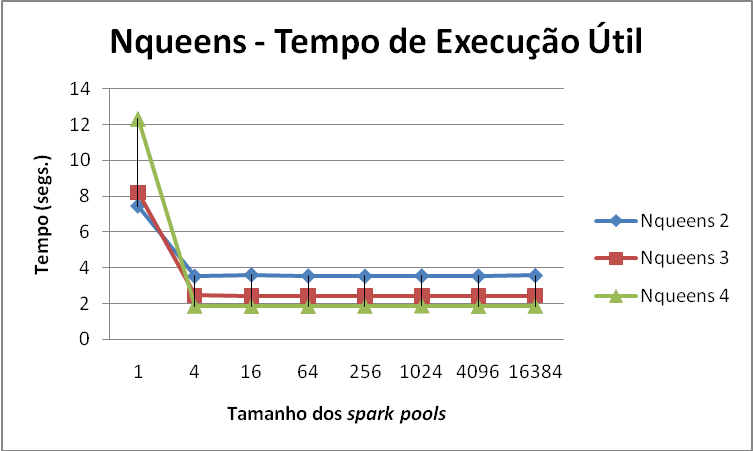 Nqueens - Tempo de Execução Útil
14
12
10
8
6
4
2
0
Tempo (segs.)
1 4 16 64 256 1024 4096 16384
Tamanho dos spark pools
Nqueens 2
Nqueens 3
Nqueens 4